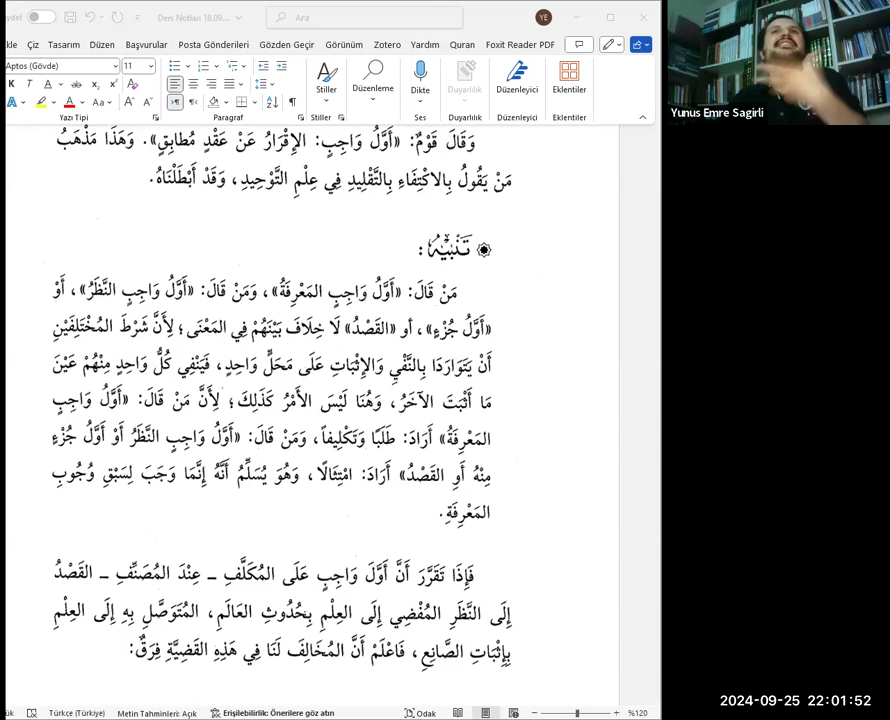 aydet
Ders Notları 18.09....
Ara
YE
kle Çiz Tasarım Düzen Başvurular Posta Gönderileri Gözden Geçir Görünüm Zotero Yardım Quran Foxit Reader PDF
Aptos (Gövde) 11
Stiller Düzenleme Dikte Duyarlılık Düzenleyici Eklentiler
Yazı Tipi Paragraf Stiller Ses Duyarlılık Düzenleyici Eklentiler
Yunus Emre Sagirli
وَقَالَ قَوْمٌ: «أَوَّلُ وَاجِبٍ: الإِقْرَارُ عَنْ عَقْدٍ مُطَابِقٍ». وَهَذَا مَذْهَبُ
مَنْ يَقُولُ بِالاكْتِفَاءِ بِالتَّقْلِيدِ فِي عِلْمِ التَّوْحِيدِ، وَقَدْ أَبْطَلْنَاهُ.
تَنْبِيْهٌ:
مَنْ قَالَ: «أَوَّلُ وَاجِبٍ المَعْرِفَةُ»، وَمَنْ قَالَ: «أَوَّلُ وَاجِبٍ النَّظَرُ»، أَوْ
«أَوَّلُ جُزْءٍ»، أو «القَصْدُ» لَا خِلَافَ بَيْنَهُمْ فِي المَعْنَى؛ لِأَنَّ شَرْطَ المُخْتَلِفَيْنِ
أَنْ يَتَوَارَدَا بِالنَّفْيِ وَالإِثْبَاتِ عَلَى مَحَلٍّ وَاحِدٍ، فَيَنْفِي كُلُّ وَاحِدٍ مِنْهُمْ عَيْنَ
مَا أَثْبَتَ الآخَرُ، وَهُنَا لَيْسَ الأَمْرُ كَذَلِكَ؛ لِأَنَّ مَنْ قَالَ: «أَوَّلُ وَاجِبٍ
المَعْرِفَةُ» أَرَادَ: طَلَبًا وَتَكْلِيفاً، وَمَنْ قَالَ: «أَوَّلُ وَاجِبٍ النَّظَرُ أَوْ أَوَّلُ جُزْءٍ
مِنْهُ أَوِ القَصْدُ» أَرَادَ: امْتِثَالًا، وَهُوَ يُسَلِّمُ أَنَّهُ إِنَّمَا وَجَبَ لِسَبْقِ وُجُوبِ
المَعْرِفَةِ.
فَإِذَا تَقَرَّرَ أَنَّ أَوَّلَ وَاجِبٍ عَلَى المُكَلَّفِ ـ عِنْدَ المُصَنِّفِ ـ القَصْدُ
إِلَى النَّظَرِ المُفْضِي إِلَى العِلْمِ بِحُدُوثِ العَالَمِ، المُتَوَصَّلِ بِهِ إِلَى العِلْمِ
بِإِثْبَاتِ الصَّانِعِ، فَاعْلَمْ أَنَّ المُخَالِفَ لَنَا فِي هَذِهِ القَضِيَّةِ فِرَقٌ:
Türkçe (Türkiye) Metin Tahminleri: Açık Erişilebilirlik: Önerilere göz atın Odak %120
2024-09-25 22:01:52